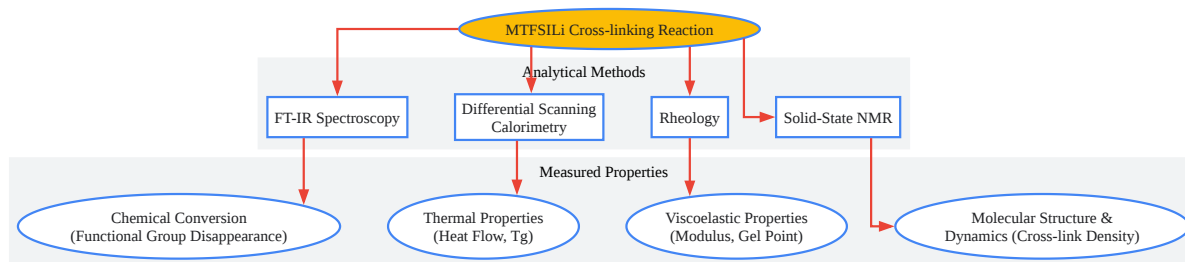 MTFSILi Cross-linking Reaction
Analytical Methods
FT-IR Spectroscopy
Differential Scanning
Calorimetry
Rheology
Solid-State NMR
Measured Properties
Chemical Conversion
(Functional Group Disappearance)
Thermal Properties
(Heat Flow, Tg)
Viscoelastic Properties
(Modulus, Gel Point)
Molecular Structure &
Dynamics (Cross-link Density)